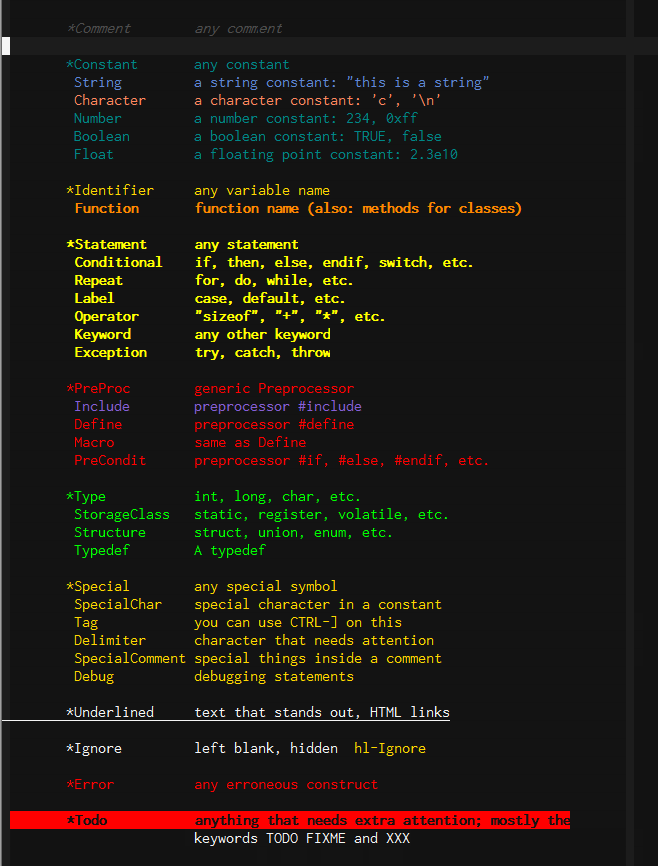 *Comment any comment
*Constant any constant
String a string constant: "this is a string"
Character a character constant: 'c', '\n'
Number a number constant: 234, 0xff
Boolean a boolean constant: TRUE, false
Float a floating point constant: 2.3e10
*Identifier any variable name
Function function name (also: methods for classes)
*Statement any statement
Conditional if, then, else, endif, switch, etc.
Repeat for, do, while, etc.
Label case, default, etc.
Operator "sizeof", "+", "*", etc.
Keyword any other keyword
Exception try, catch, throw
*PreProc generic Preprocessor
Include preprocessor #include
Define preprocessor #define
Macro same as Define
PreCondit preprocessor #if, #else, #endif, etc.
*Type int, long, char, etc.
StorageClass static, register, volatile, etc.
Structure struct, union, enum, etc.
Typedef A typedef
*Special any special symbol
SpecialChar special character in a constant
Tag you can use CTRL-] on this
Delimiter character that needs attention
SpecialComment special things inside a comment
Debug debugging statements
*Underlined text that stands out, HTML links
*Ignore left blank, hidden hl-Ignore
*Error any erroneous construct
*Todo anything that needs extra attention; mostly the
keywords TODO FIXME and XXX